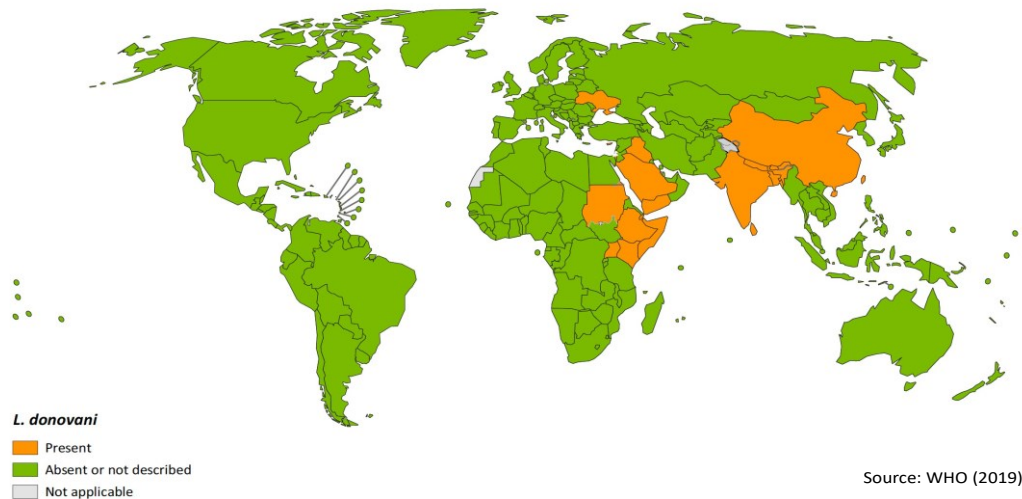 L. donovani
Present
Absent or not described
Not applicable
Source: WHO (2019)